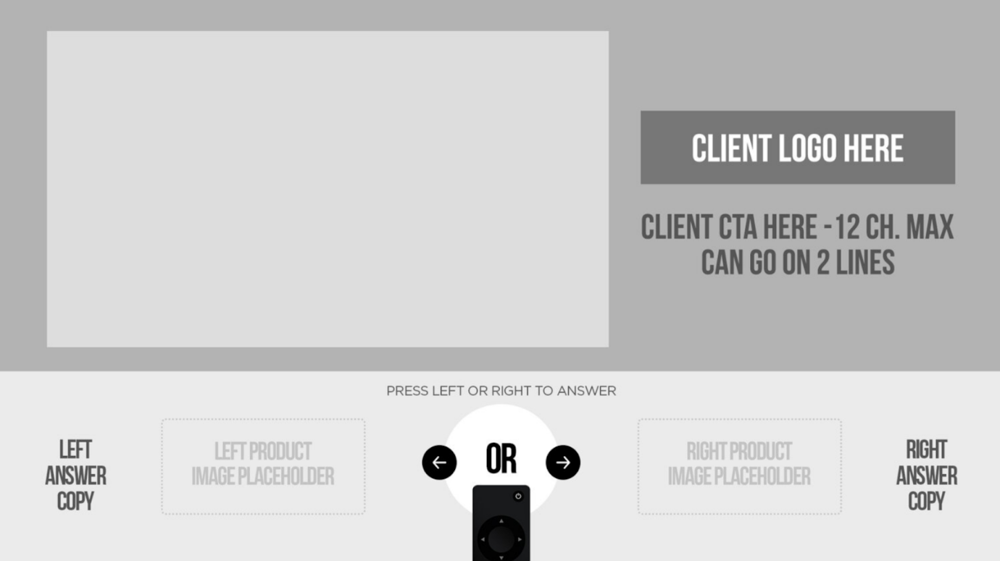 CLIENT LOGO HERE
CLIENT CTA HERE -12 CH. MAX
CAN GO ON 2 LINES
PRESS LEFT OR RIGHT TO ANSWER
LEFT
ANSWER
COPY
LEFT PRODUCT
IMAGE PLACEHOLDER
OR
RIGHT PRODUCT
IMAGE PLACEHOLDER
RIGHT
ANSWER
COPY